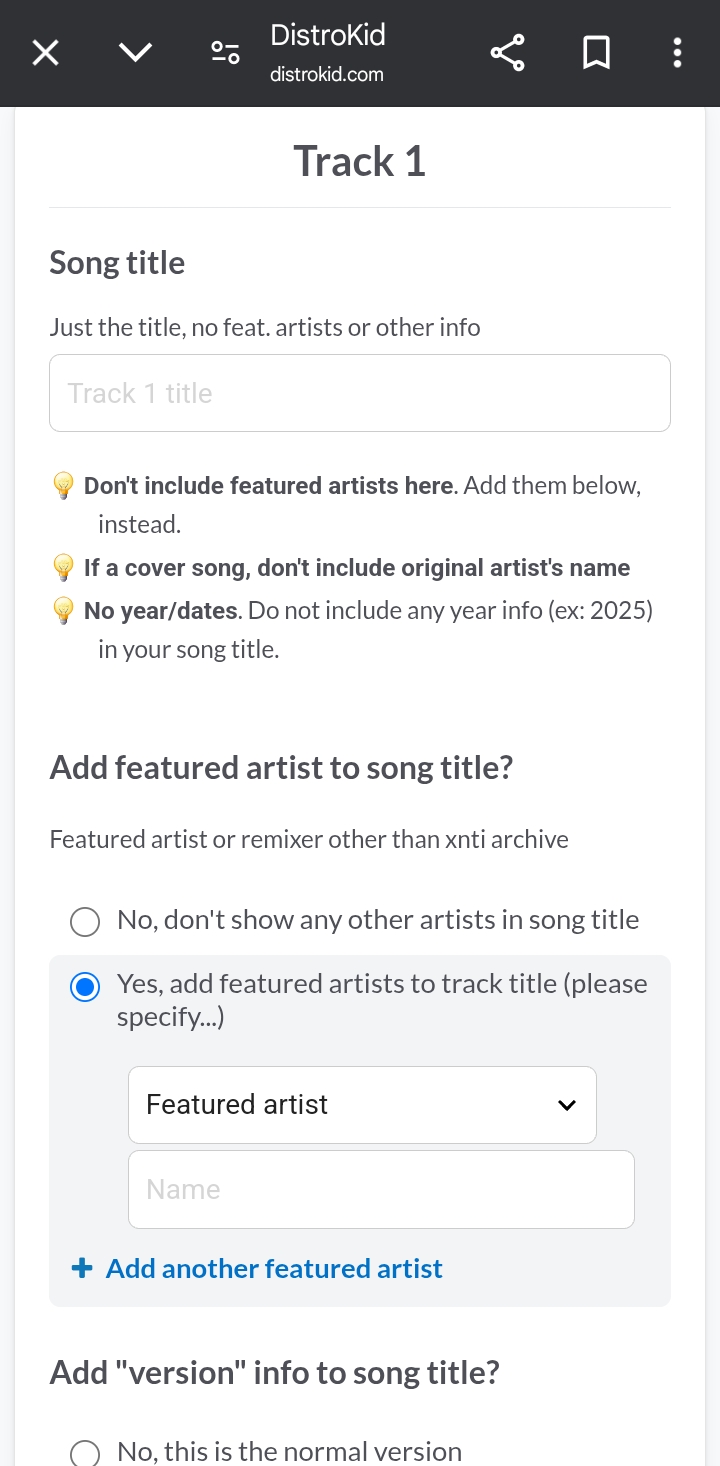 DistroKid
distrokid.com
Track 1
Song title
Just the title, no feat. artists or other info
Track 1 title
Don't include featured artists here. Add them below,
instead.
If a cover song, don't include original artist's name
No year/dates. Do not include any year info (ex: 2025)
in your song title.
Add featured artist to song title?
Featured artist or remixer other than xnti archive
No, don't show any other artists in song title
Yes, add featured artists to track title (please
specify...)
Featured artist
Name
+ Add another featured artist
Add "version" info to song title?
No, this is the normal version